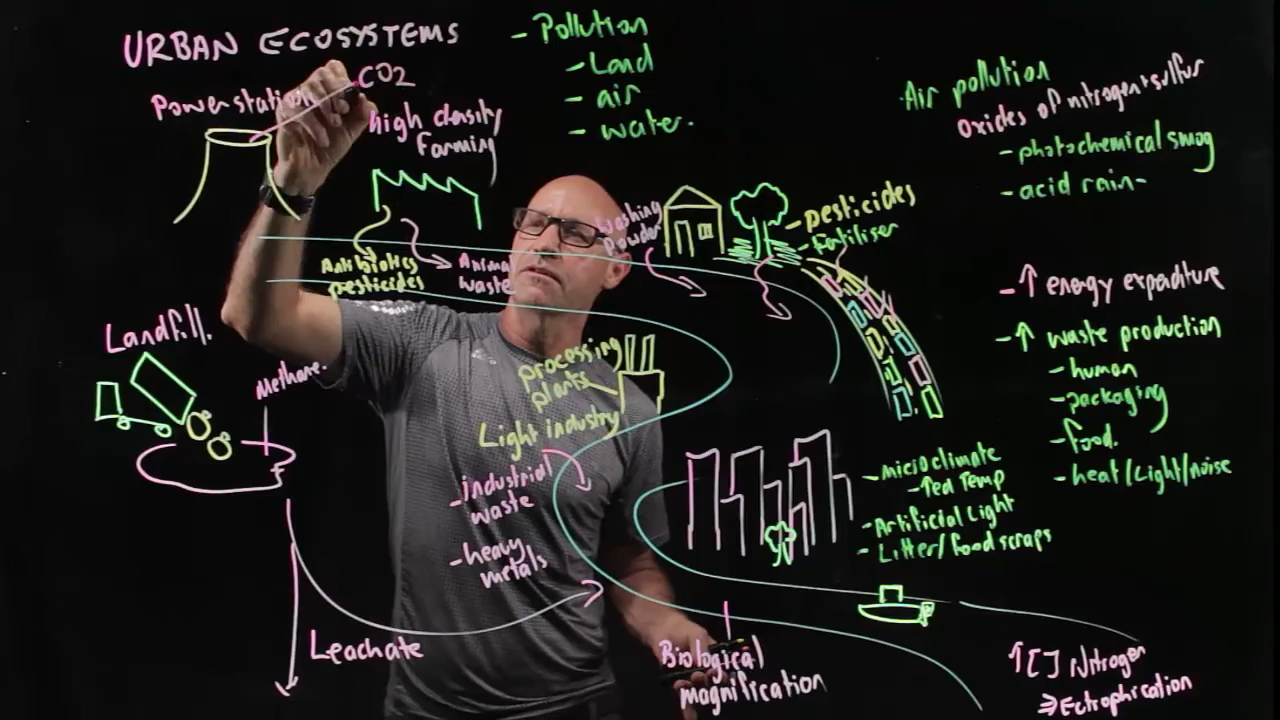 URBAN ECOSYSTEMS
- Pollution
- Land
- air
- water.
CO2
Power station
high density
farming
Air pollution
Oxides of nitrogen + sulfur
- photochemical smog
- acid rain -
Antibiotics
pesticides
Animal
waste
Washing
powder
- pesticides
- Fatiliser
- ↑ energy expenditure
- ↑ waste production
- human
- packaging
- food.
- heat/Light/noise
Landfill.
Methane.
processing
plants
Light industry
- industrial
waste
- heavy
metals
- microclimate
- ↑ed Temp
- Artificial Light
- Litter/food scraps
Leachate
Biological
magnification
↑[] Nitrogen
⇒ Ectrophication